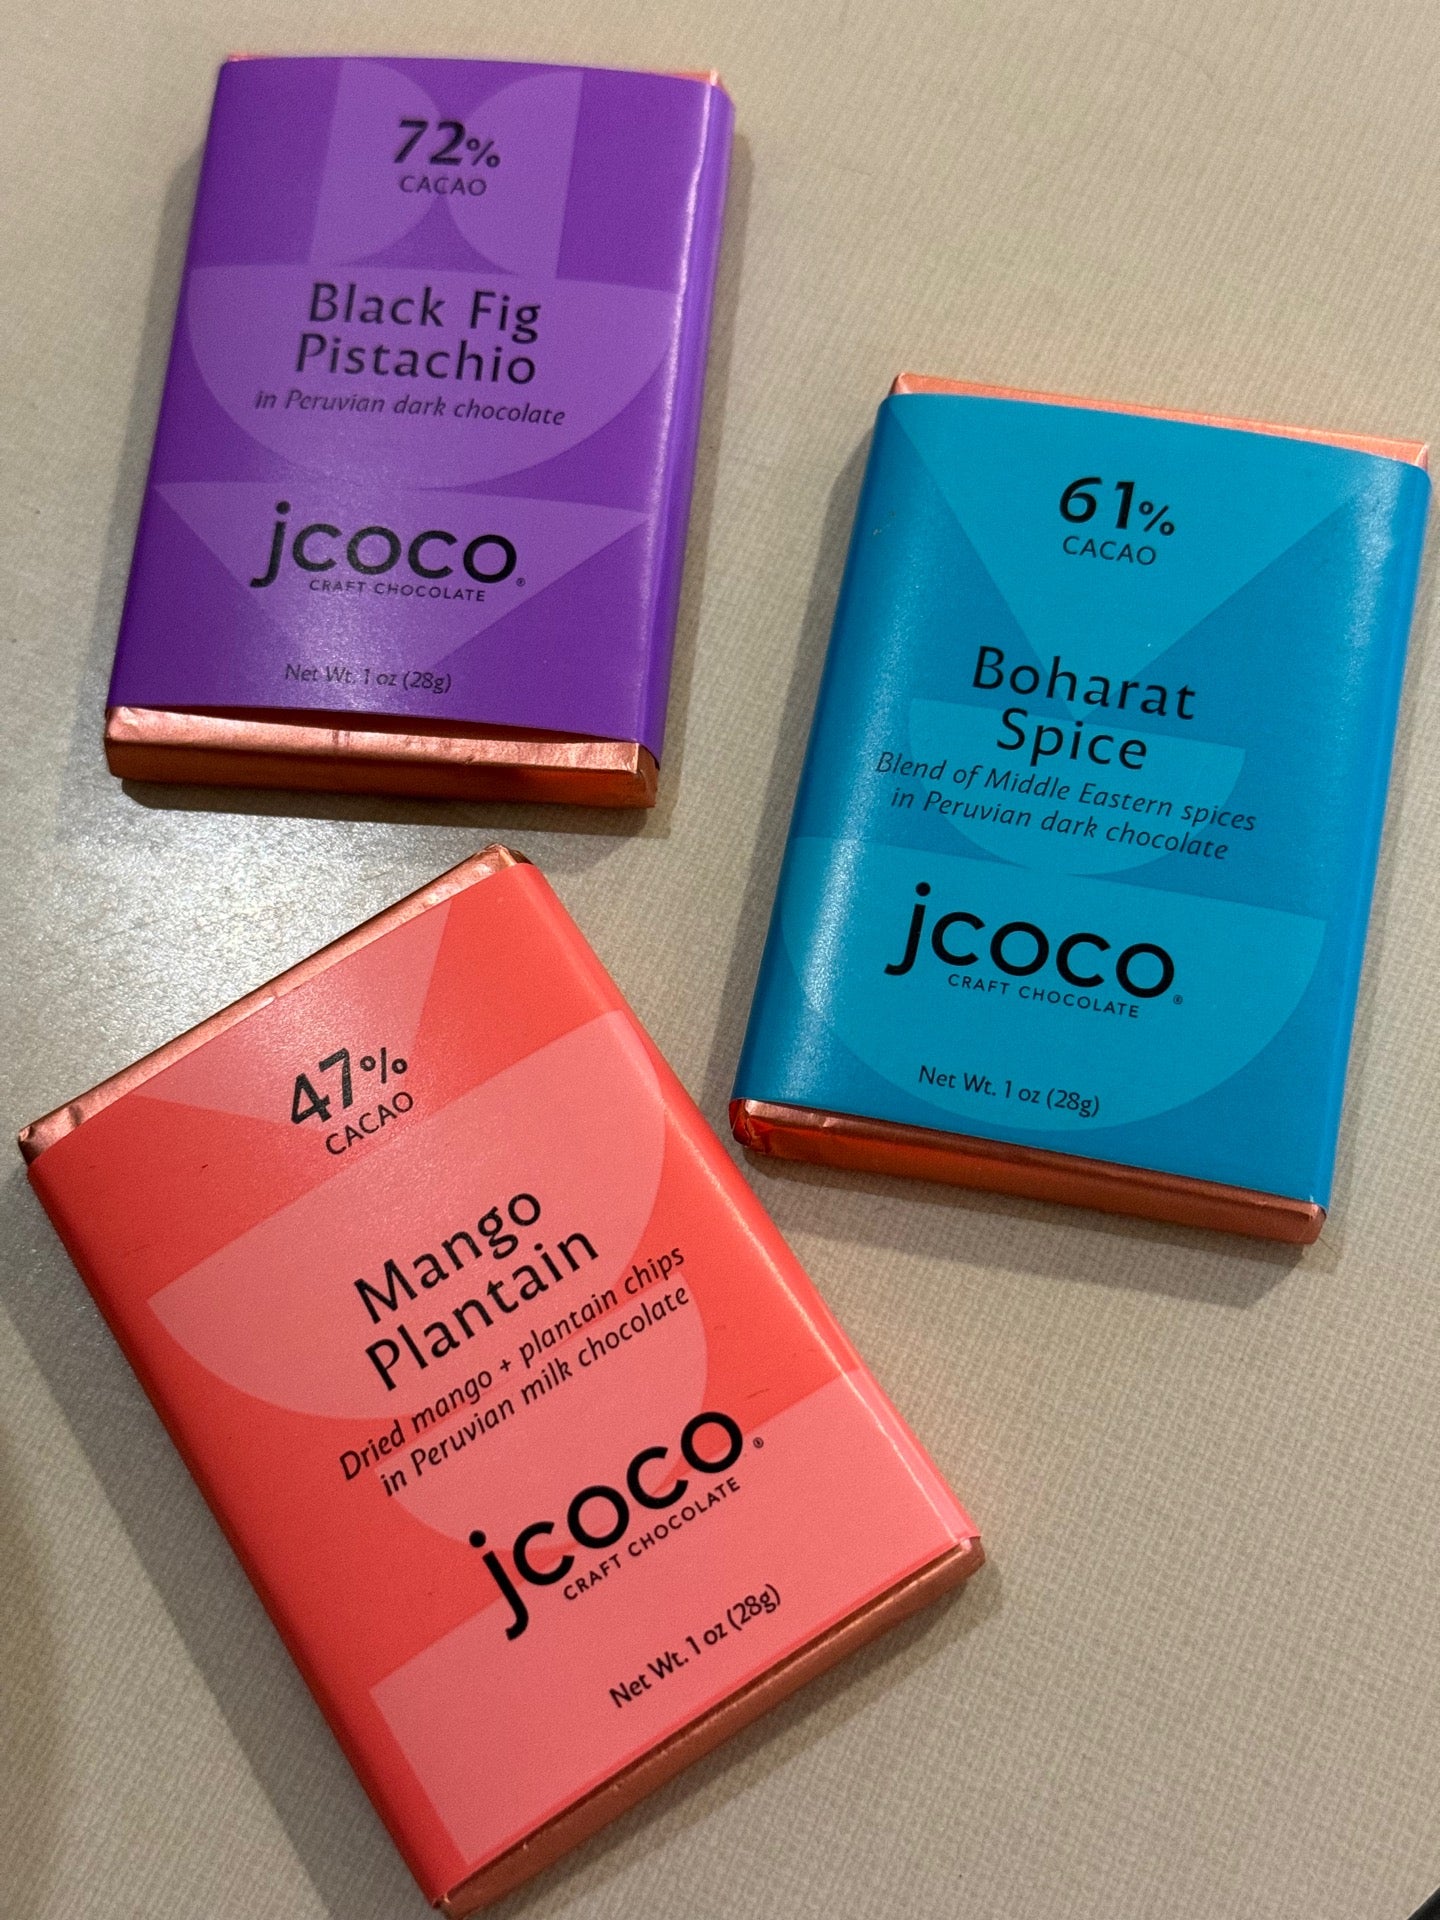 72%
CACAO
Black Fig
Pistachio
in Peruvian dark chocolate
jcoco®
CRAFT CHOCOLATE
Net Wt. 1 oz (28g)
61%
CACAO
Boharat
Spice
Blend of Middle Eastern spices
in Peruvian dark chocolate
jcoco®
CRAFT CHOCOLATE
Net Wt. 1 oz (28g)
47%
CACAO
Mango
Plantain
Dried mango + plantain chips
in Peruvian milk chocolate
jcoco®
CRAFT CHOCOLATE
Net Wt. 1 oz (28g)